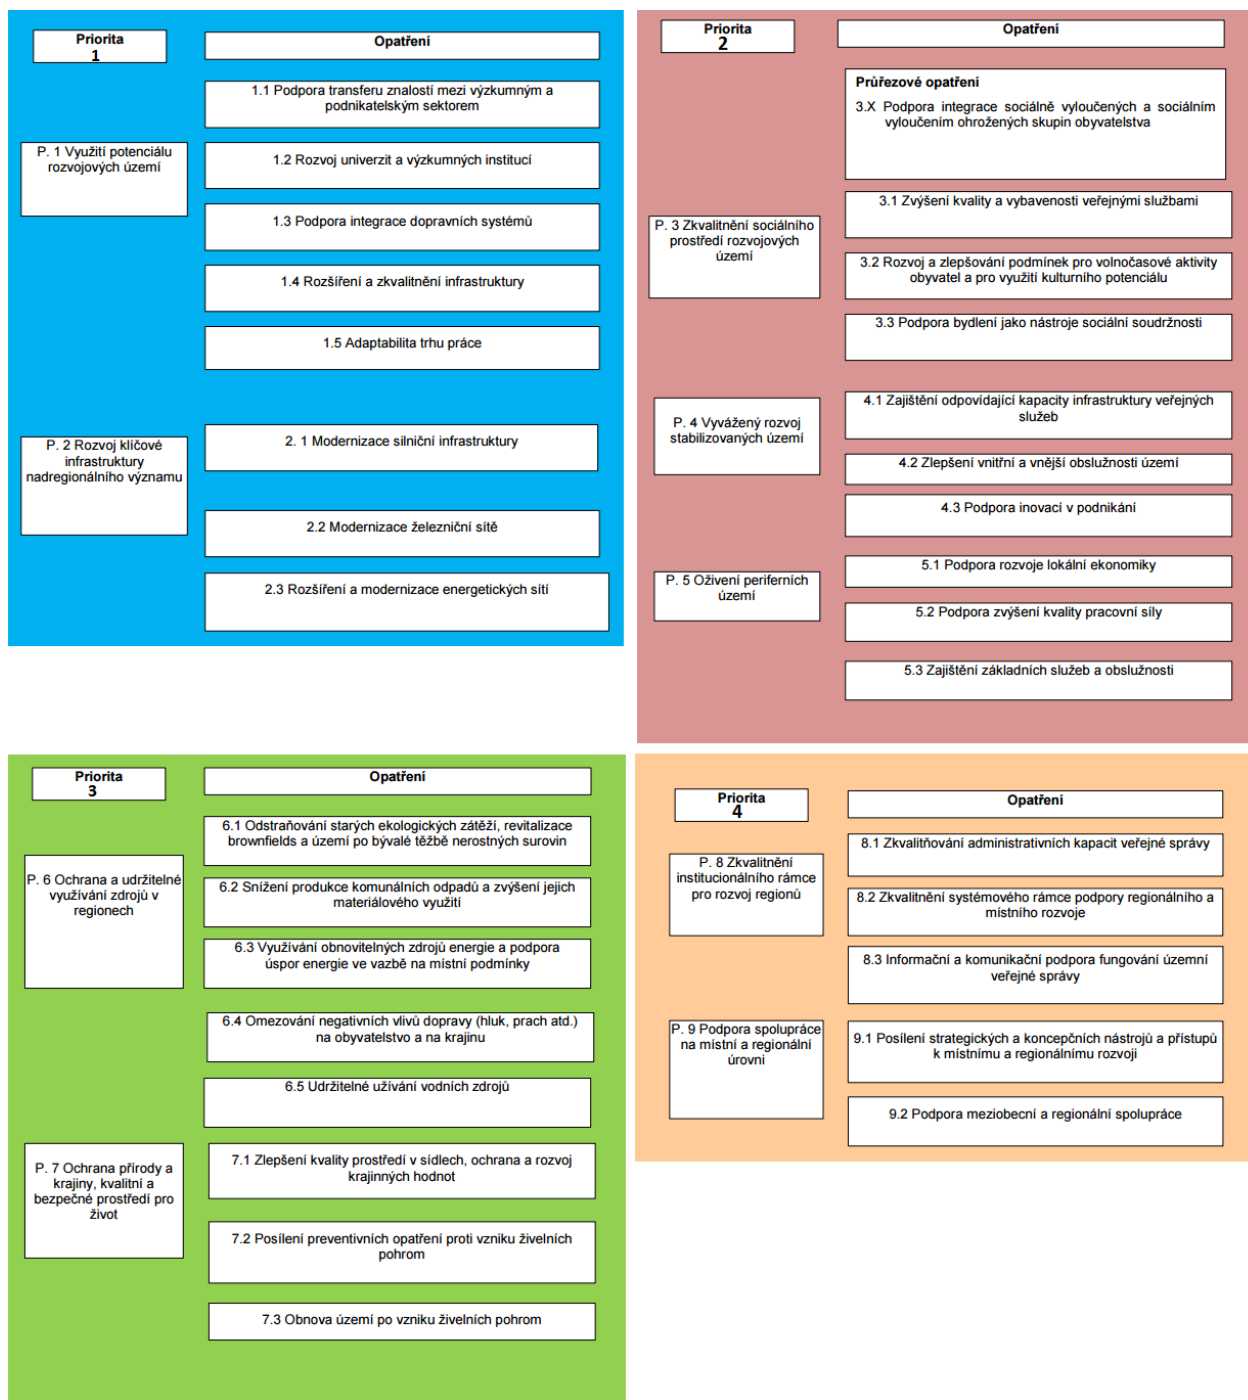 Priorita
1
Opatření
1.1 Podpora transferu znalostí mezi výzkumným a
podnikatelským sektorem
P. 1 Využití potenciálu
rozvojových území
1.2 Rozvoj univerzit a výzkumných institucí
1.3 Podpora integrace dopravních systémů
1.4 Rozšíření a zkvalitnění infrastruktury
1.5 Adaptabilita trhu práce
P. 2 Rozvoj klíčové
infrastruktury
nadregionálního významu
2. 1 Modernizace silniční infrastruktury
2.2 Modernizace železniční sítě
2.3 Rozšíření a modernizace energetických sítí
Priorita
2
Opatření
Průřezové opatření
3.X Podpora integrace sociálně vyloučených a sociálním
vyloučením ohrožených skupin obyvatelstva
3.1 Zvýšení kvality a vybavenosti veřejnými službami
P. 3 Zkvalitnění sociálního
prostředí rozvojových
území
3.2 Rozvoj a zlepšování podmínek pro volnočasové aktivity
obyvatel a pro využití kulturního potenciálu
3.3 Podpora bydlení jako nástroje sociální soudržnosti
4.1 Zajištění odpovídající kapacity infrastruktury veřejných
služeb
P. 4 Vyvážený rozvoj
stabilizovaných území
4.2 Zlepšení vnitřní a vnější obslužnosti území
4.3 Podpora inovací v podnikání
5.1 Podpora rozvoje lokální ekonomiky
P. 5 Oživení periferních
území
5.2 Podpora zvýšení kvality pracovní síly
5.3 Zajištění základních služeb a obslužnosti
Priorita
3
Opatření
6.1 Odstraňování starých ekologických zátěží, revitalizace
brownfields a území po bývalé těžbě nerostných surovin
P. 6 Ochrana a udržitelné
využívání zdrojů v
regionech
6.2 Snížení produkce komunálních odpadů a zvýšení jejich
materiálového využití
6.3 Využívání obnovitelných zdrojů energie a podpora
úspor energie ve vazbě na místní podmínky
6.4 Omezování negativních vlivů dopravy (hluk, prach atd.)
na obyvatelstvo a na krajinu
6.5 Udržitelné užívání vodních zdrojů
7.1 Zlepšení kvality prostředí v sídlech, ochrana a rozvoj
krajinných hodnot
P. 7 Ochrana přírody a
krajiny, kvalitní a
bezpečné prostředí pro
život
7.2 Posílení preventivních opatření proti vzniku živelních
pohrom
7.3 Obnova území po vzniku živelních pohrom
Priorita
4
Opatření
8.1 Zkvalitňování administrativních kapacit veřejné správy
P. 8 Zkvalitnění
institucionálního rámce
pro rozvoj regionů
8.2 Zkvalitnění systémového rámce podpory regionálního a
místního rozvoje
8.3 Informační a komunikační podpora fungování územní
veřejné správy
P. 9 Podpora spolupráce
na místní a regionální
úrovni
9.1 Posílení strategických a koncepčních nástrojů a přístupů
k místnímu a regionálnímu rozvoji
9.2 Podpora meziobecní a regionální spolupráce